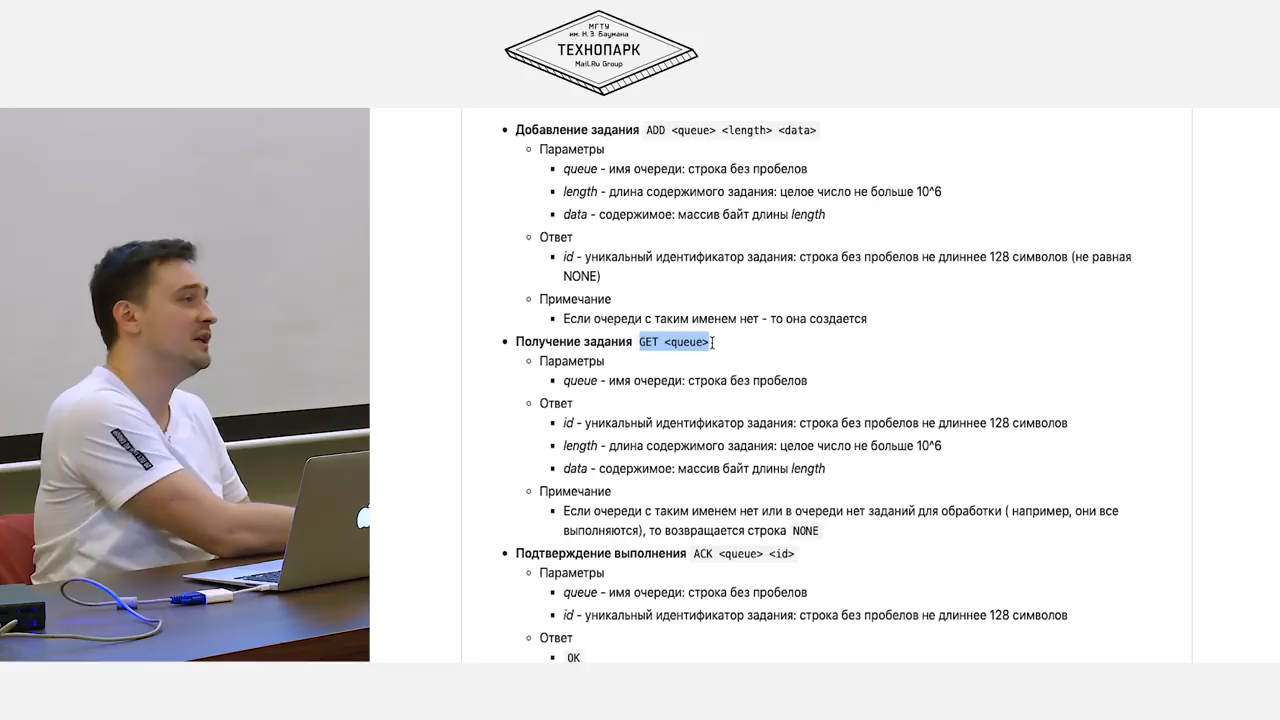 МГТУ
им. Н.Э. Баумана
ТЕХНОПАРК
Mail.Ru Group
• Добавление задания ADD <queue> <length> <data>
◦ Параметры
▪ queue - имя очереди: строка без пробелов
▪ length - длина содержимого задания: целое число не больше 10^6
▪ data - содержимое: массив байт длины length
◦ Ответ
▪ id - уникальный идентификатор задания: строка без пробелов не длиннее 128 символов (не равная
NONE)
◦ Примечание
▪ Если очереди с таким именем нет - то она создается
• Получение задания GET <queue>
◦ Параметры
▪ queue - имя очереди: строка без пробелов
◦ Ответ
▪ id - уникальный идентификатор задания: строка без пробелов не длиннее 128 символов
▪ length - длина содержимого задания: целое число не больше 10^6
▪ data - содержимое: массив байт длины length
◦ Примечание
▪ Если очереди с таким именем нет или в очереди нет заданий для обработки ( например, они все
выполняются), то возвращается строка NONE
• Подтверждение выполнения ACK <queue> <id>
◦ Параметры
▪ queue - имя очереди: строка без пробелов
▪ id - уникальный идентификатор задания: строка без пробелов не длиннее 128 символов
◦ Ответ
▪ OK